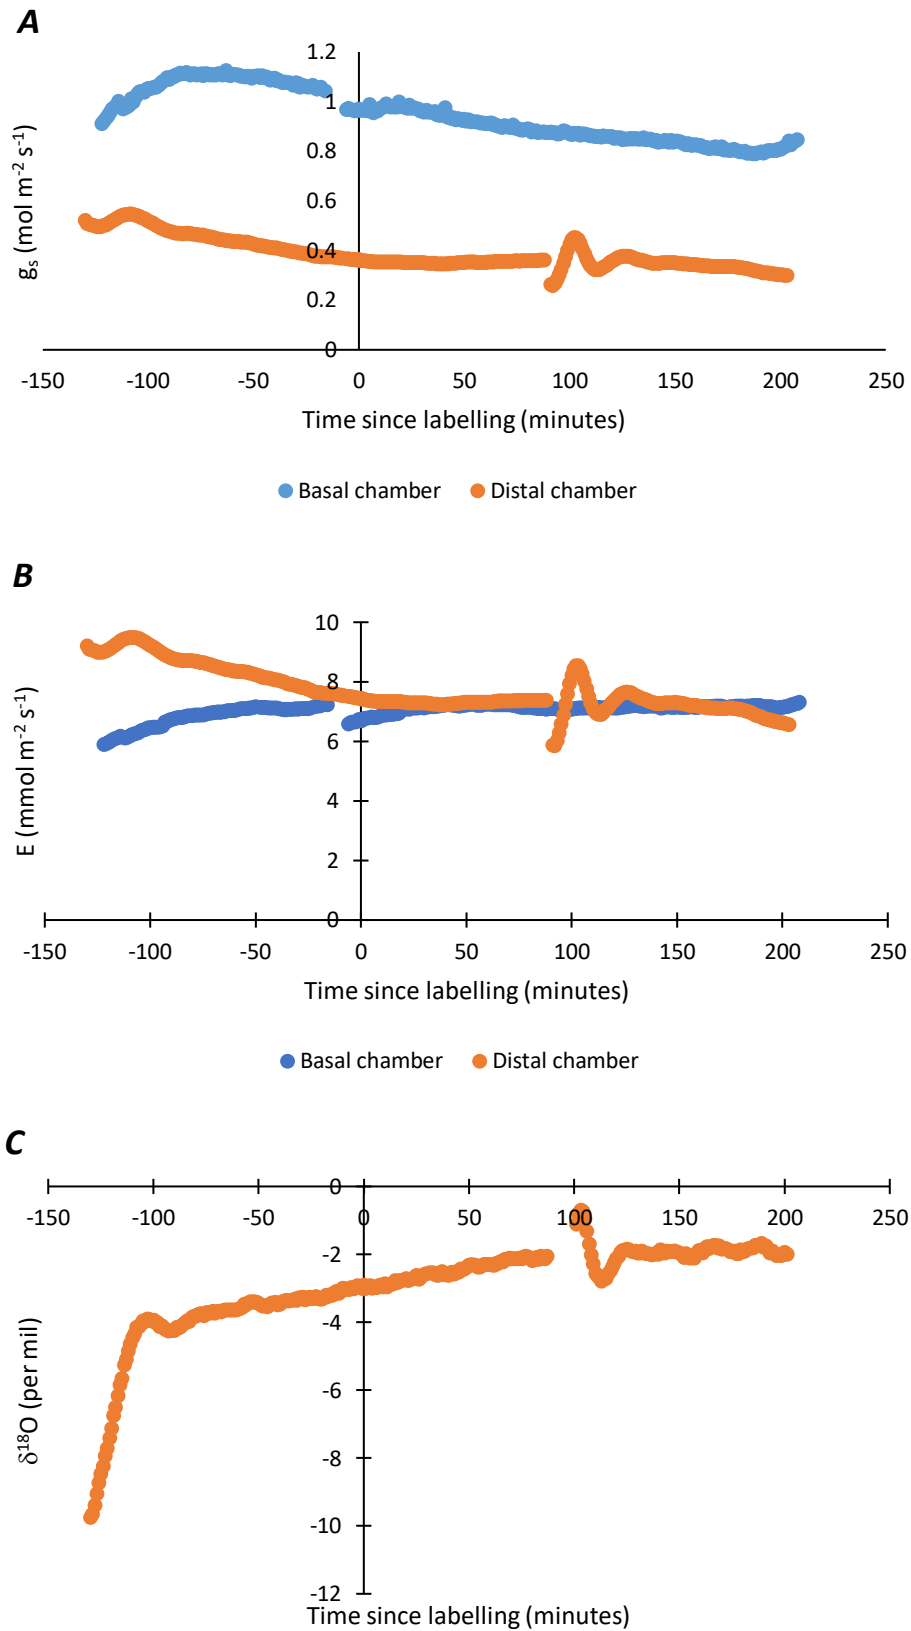 A
1.2
1
0.8
0.6
0.4
0.2
0
g_s (mol m⁻² s⁻¹)
-150 -100 -50 0 50 100 150 200 250
Time since labelling (minutes)
Basal chamber Distal chamber
B
10
8
6
4
2
0
E (mmol m⁻² s⁻¹)
-150 -100 -50 0 50 100 150 200 250
Time since labelling (minutes)
Basal chamber Distal chamber
C
0
-150 -100 -50 0 50 100 150 200 250
-2
-4
-6
-8
-10
-12
δ¹⁸O (per mil)
Time since labelling (minutes)